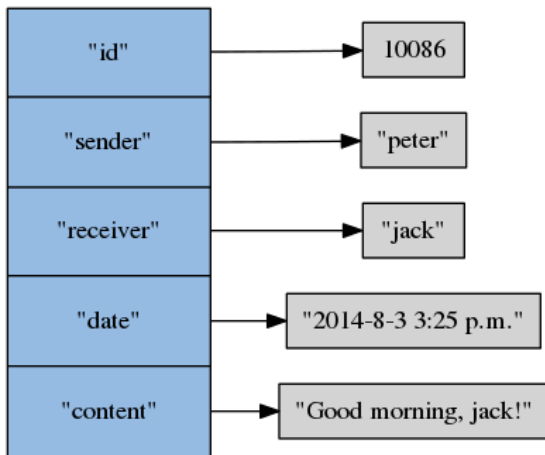 "id"
10086
"sender"
"peter"
"receiver"
"jack"
"date"
"2014-8-3 3:25 p.m."
"content"
"Good morning, jack!"